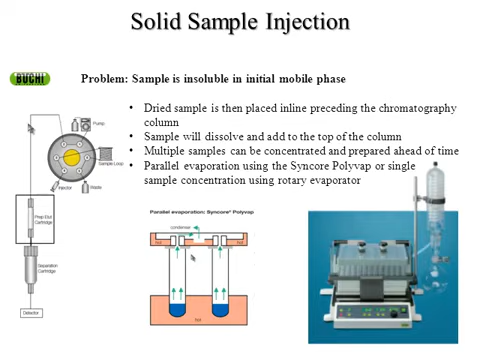 Solid Sample Injection
BUCHI
Problem: Sample is insoluble in initial mobile phase
• Dried sample is then placed inline preceding the chromatography
column
• Sample will dissolve and add to the top of the column
• Multiple samples can be concentrated and prepared ahead of time
• Parallel evaporation using the Syncore Polyvap or single
sample concentration using rotary evaporator
Pump
Sample Loop
Injector
Waste
Prep Elut
Cartridge
Separation
Cartridge
Detector
Parallel evaporation: Syncore® Polyvap
condenser
hot
hot
hot